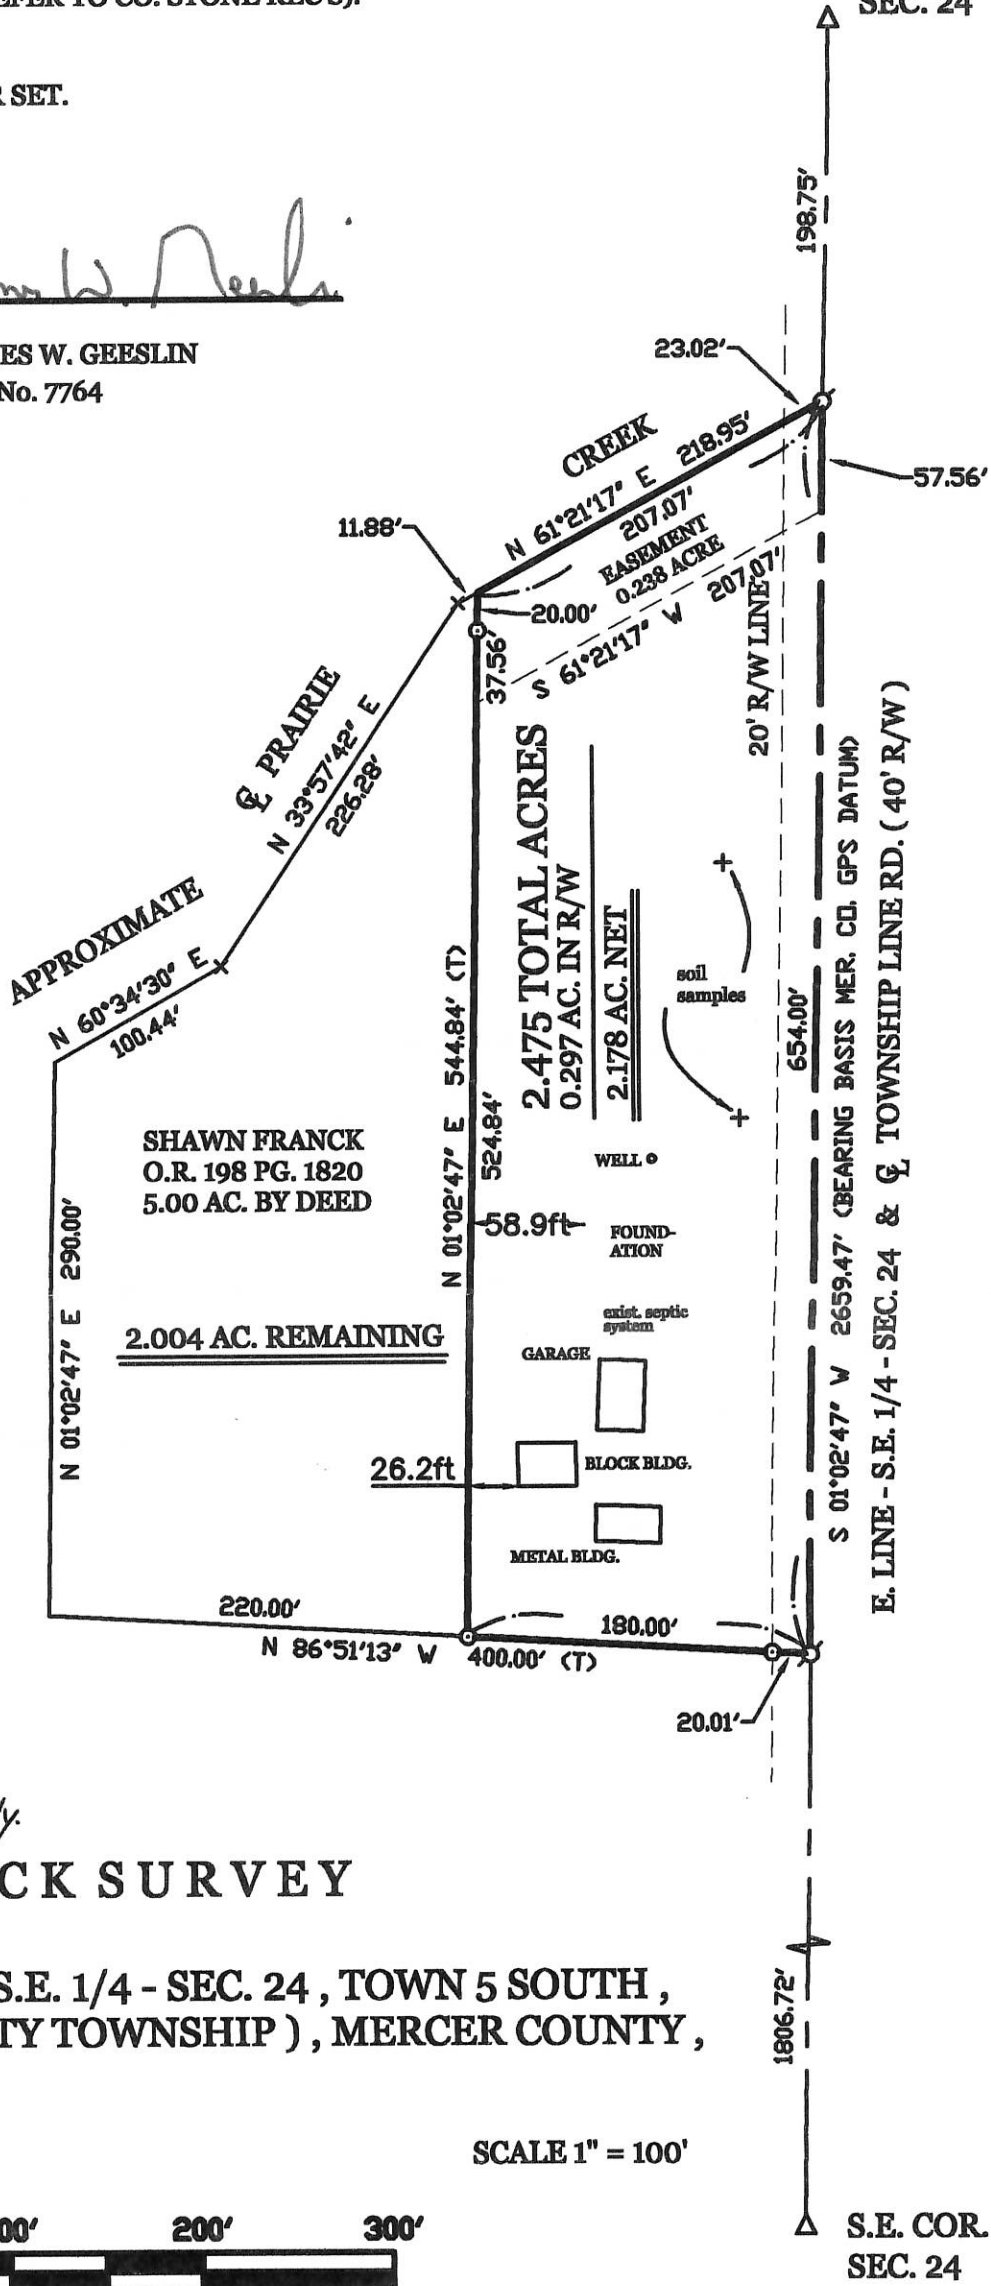 SEC. 24
SET.
198.75'
ES W. GEESLIN
No. 7764
23.02'
CREEK
N 61°21'17" E 218.95'
57.56'
207.07'
EASEMENT
0.238 ACRE
11.88'
20.00'
S 61°21'17" W 207.07'
37.56'
20' R/W LINE
℄ PRAIRIE
N 33°57'42" E
226.28'
APPROXIMATE
N 60°34'30" E
100.44'
2.475 TOTAL ACRES
0.297 AC. IN R/W
2.178 AC. NET
soil
samples
N 01°02'47" E 544.84' (T)
524.84'
654.00'
S 01°02'47" W 2659.47' (BEARING BASIS MER. CO. GPS DATUM)
E. LINE - S.E. 1/4 - SEC. 24 & ℄ TOWNSHIP LINE RD. ( 40' R/W )
SHAWN FRANCK
O.R. 198 PG. 1820
5.00 AC. BY DEED
WELL
58.9ft
FOUND-
ATION
N 01°02'47" E 290.00'
exist. septic
system
2.004 AC. REMAINING
GARAGE
26.2ft
BLOCK BLDG.
METAL BLDG.
220.00'
180.00'
N 86°51'13" W 400.00' (T)
20.01'
y.
CK SURVEY
S.E. 1/4 - SEC. 24 , TOWN 5 SOUTH ,
TY TOWNSHIP ) , MERCER COUNTY ,
1806.72'
SCALE 1" = 100'
00' 200' 300'
S.E. COR.
SEC. 24